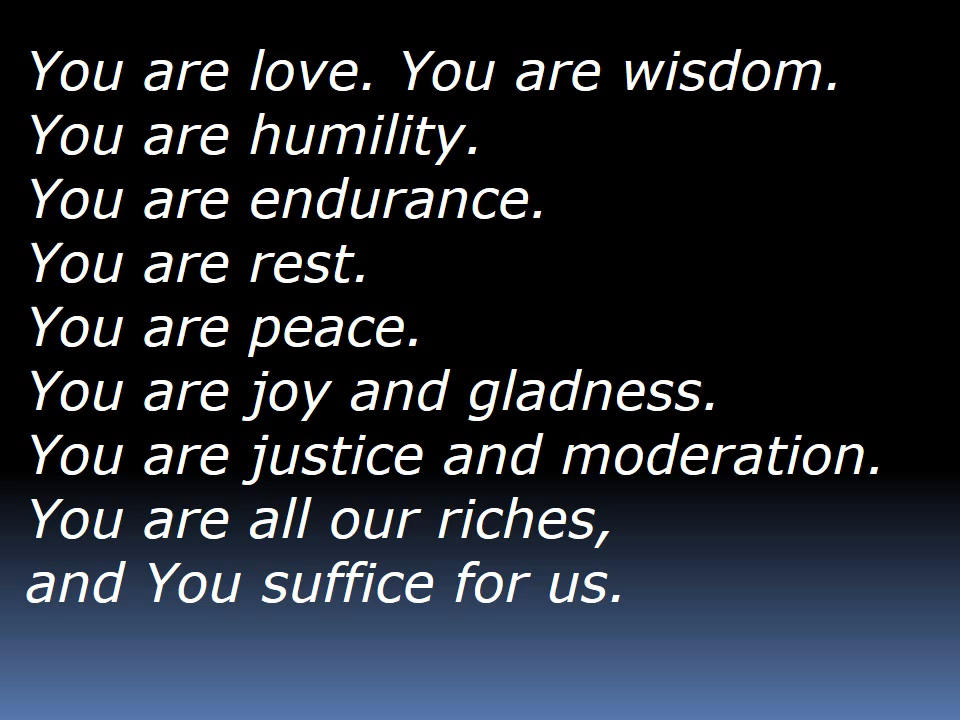 You are love. You are wisdom.
You are humility.
You are endurance.
You are rest.
You are peace.
You are joy and gladness.
You are justice and moderation.
You are all our riches,
and You suffice for us.